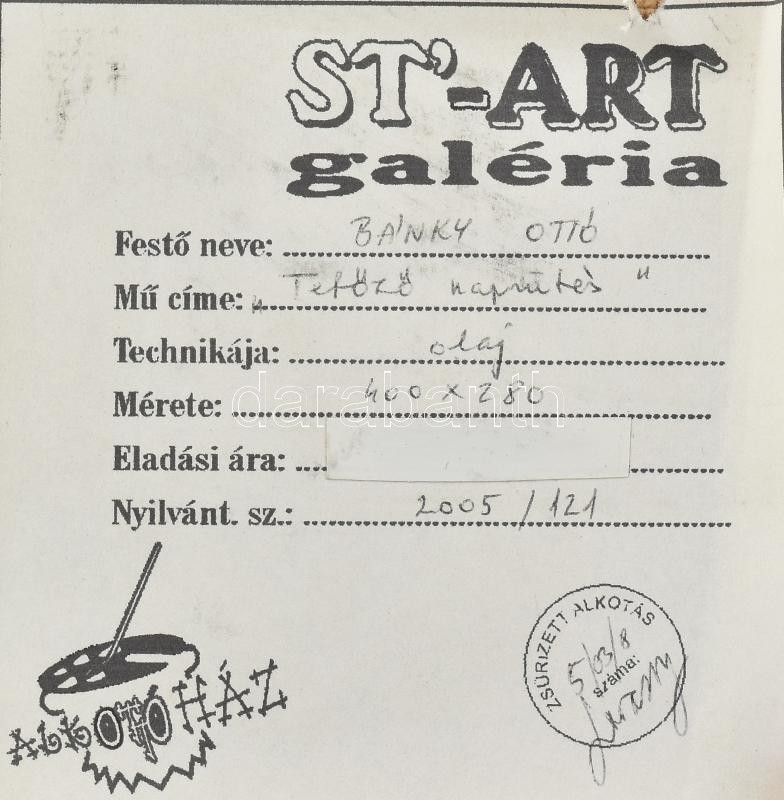 ST'-ART
galéria
Festő neve: BÁNKY OTTÓ
Mű címe: „Tetőző napsütés"
Technikája: olaj
Mérete: 400 x 280
darabanth
Eladási ára:
Nyilvánt. sz.: 2005/121
ALKOTÓHÁZ
ZSŰRIZETT ALKOTÁS
5/03/8
száma: